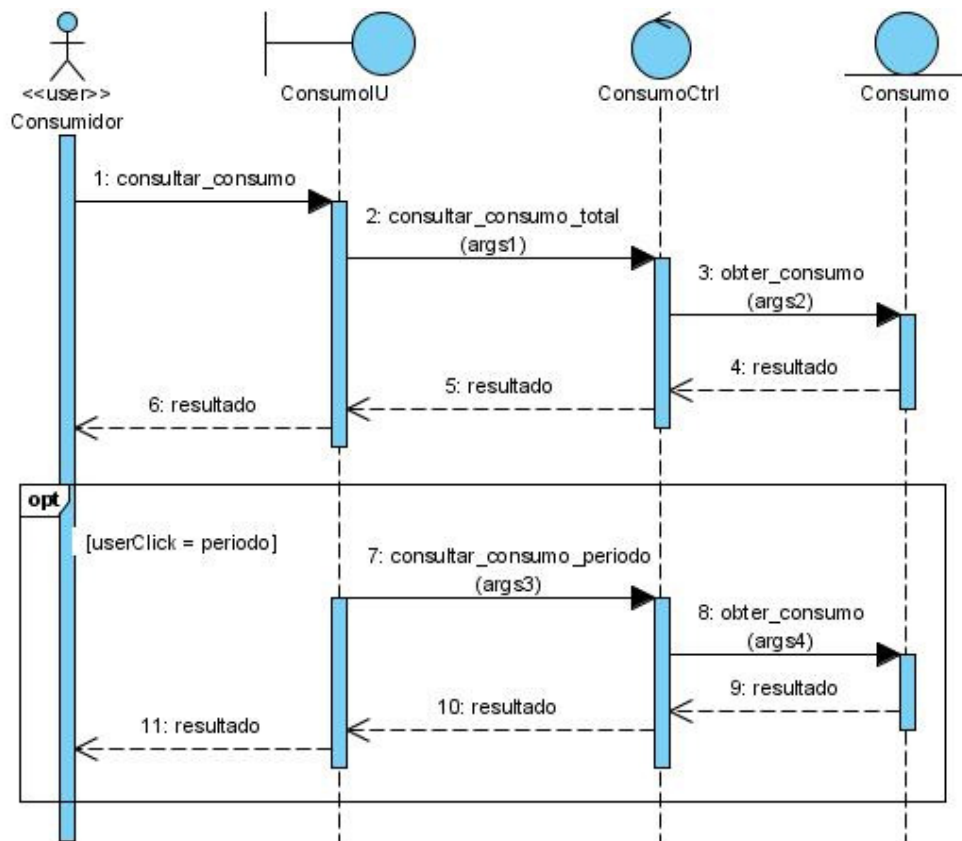 <<user>>
Consumidor
ConsumoIU
ConsumoCtrl
Consumo
1: consultar_consumo
2: consultar_consumo_total
(args1)
3: obter_consumo
(args2)
4: resultado
5: resultado
6: resultado
opt
[userClick = periodo]
7: consultar_consumo_periodo
(args3)
8: obter_consumo
(args4)
9: resultado
10: resultado
11: resultado